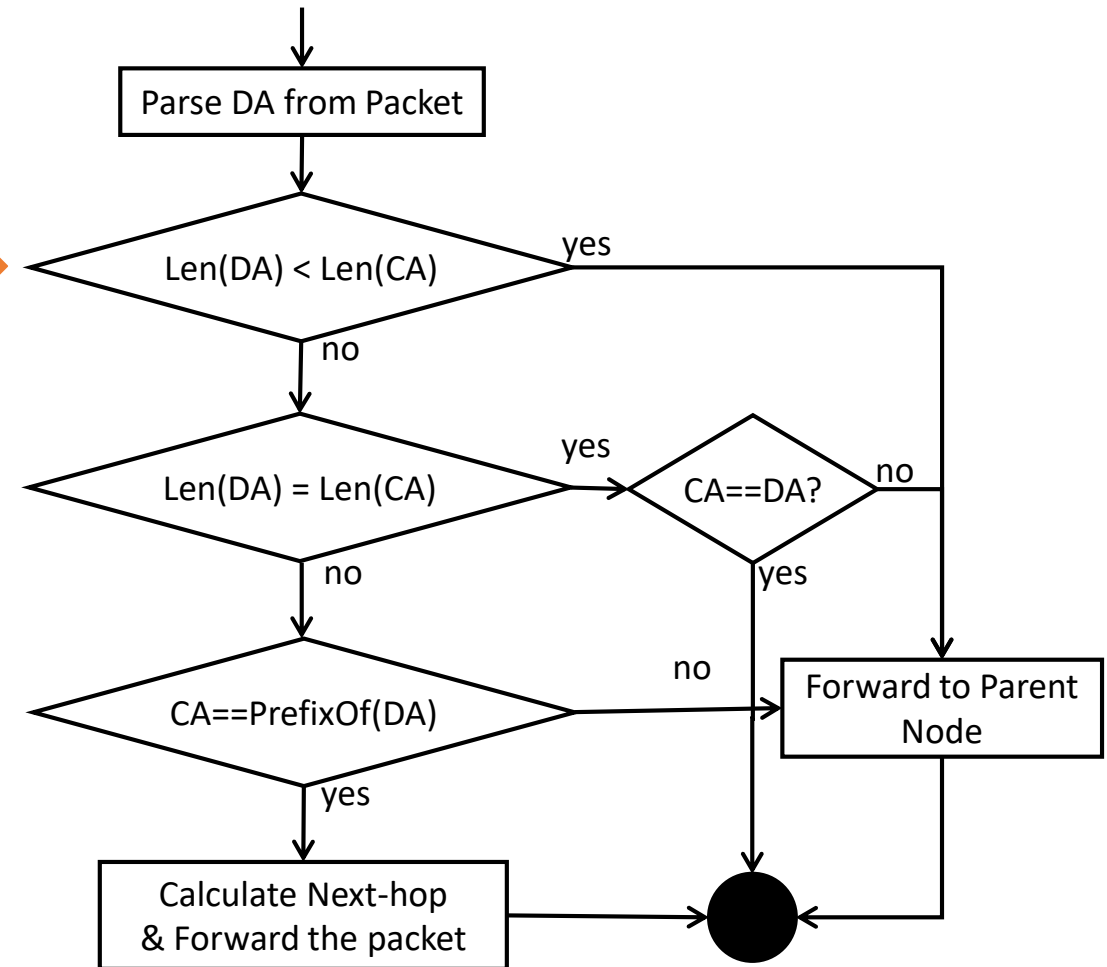 Parse DA from Packet
yes
Len(DA) < Len(CA)
no
yes
Len(DA) = Len(CA)
CA==DA?
no
no
yes
no
CA==PrefixOf(DA)
Forward to Parent
Node
yes
Calculate Next-hop
& Forward the packet